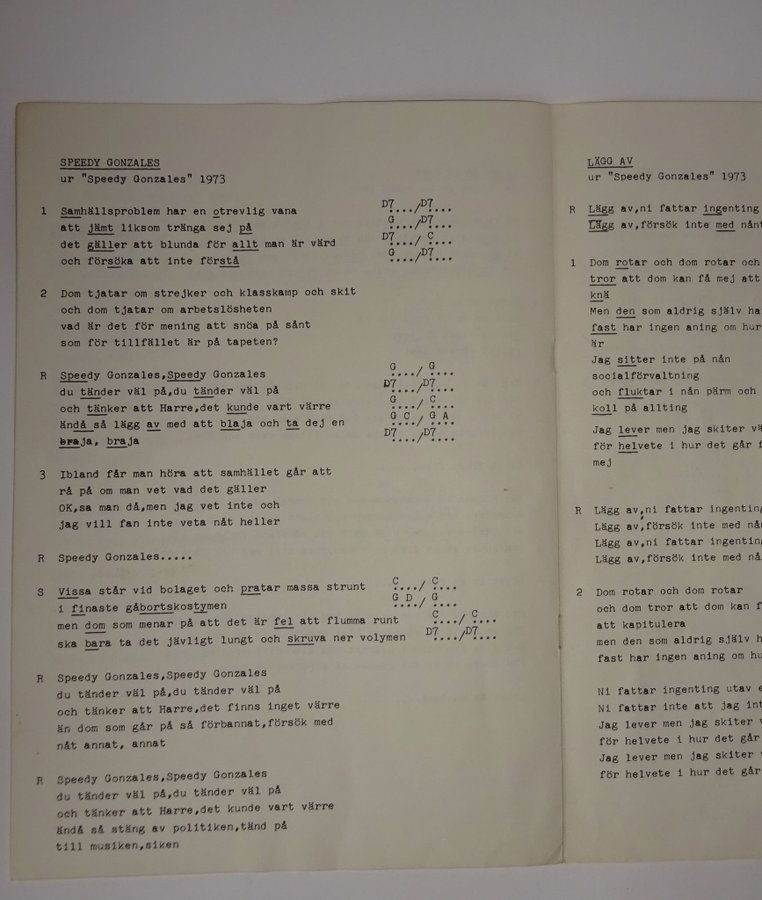 SPEEDY GONZALES
ur "Speedy Gonzales" 1973
1 Samhällsproblem har en otrevlig vana D7..../D7....
att jämt liksom tränga sej på G..../D7....
det gäller att blunda för allt man är värd D7..../ C....
och försöka att inte förstå G..../D7....
2 Dom tjatar om strejker och klasskamp och skit
och dom tjatar om arbetslösheten
vad är det för mening att snöa på sånt
som för tillfället är på tapeten?
R Speedy Gonzales,Speedy Gonzales G..../ G....
du tänder väl på,du tänder väl på D7..../D7....
och tänker att Harre,det kunde vart värre G..../ C....
ändå så lägg av med att blaja och ta dej en G C..../ G A....
braja, braja D7..../D7....
3 Ibland får man höra att samhället går att
rå på om man vet vad det gäller
OK,sa man då,men jag vet inte och
jag vill fan inte veta nåt heller
R Speedy Gonzales.....
S Vissa står vid bolaget och pratar massa strunt C..../ C....
i finaste gåbortskostymen G D..../ G....
men dom som menar på att det är fel att flumma runt C..../ C....
ska bara ta det jävligt lungt och skruva ner volymen D7..../D7....
R Speedy Gonzales,Speedy Gonzales
du tänder väl på,du tänder väl på
och tänker att Harre,det finns inget värre
än dom som går på så förbannat,försök med
nåt annat, annat
R Speedy Gonzales,Speedy Gonzales
du tänder väl på,du tänder väl på
och tänker att Harre,det kunde vart värre
ändå så stäng av politiken,tänd på
till musiken,siken
LÄGG AV
ur "Speedy Gonzales" 1973
R Lägg av,ni fattar ingenting
Lägg av,försök inte med
1 Dom rotar och dom rotar och
tror att dom kan få mej att
knä
Men den som aldrig själv
fast har ingen aning om hur
är
Jag sitter inte på nån
socialförvaltning
och fluktar i nån pärm och
koll på allting
Jag lever men jag skiter
för helvete i hur det går
mej
R Lägg av,ni fattar ingenting
Lägg av,försök inte med
Lägg av,ni fattar ingenting
Lägg av,försök inte med
2 Dom rotar och dom rotar
och dom tror att dom kan
att kapitulera
men den som aldrig själv
fast har ingen aning om
Ni fattar ingenting utav
Ni fattar inte att jag
Jag lever men jag skiter
för helvete i hur det går
Jag lever men jag skiter
för helvete i hur det går